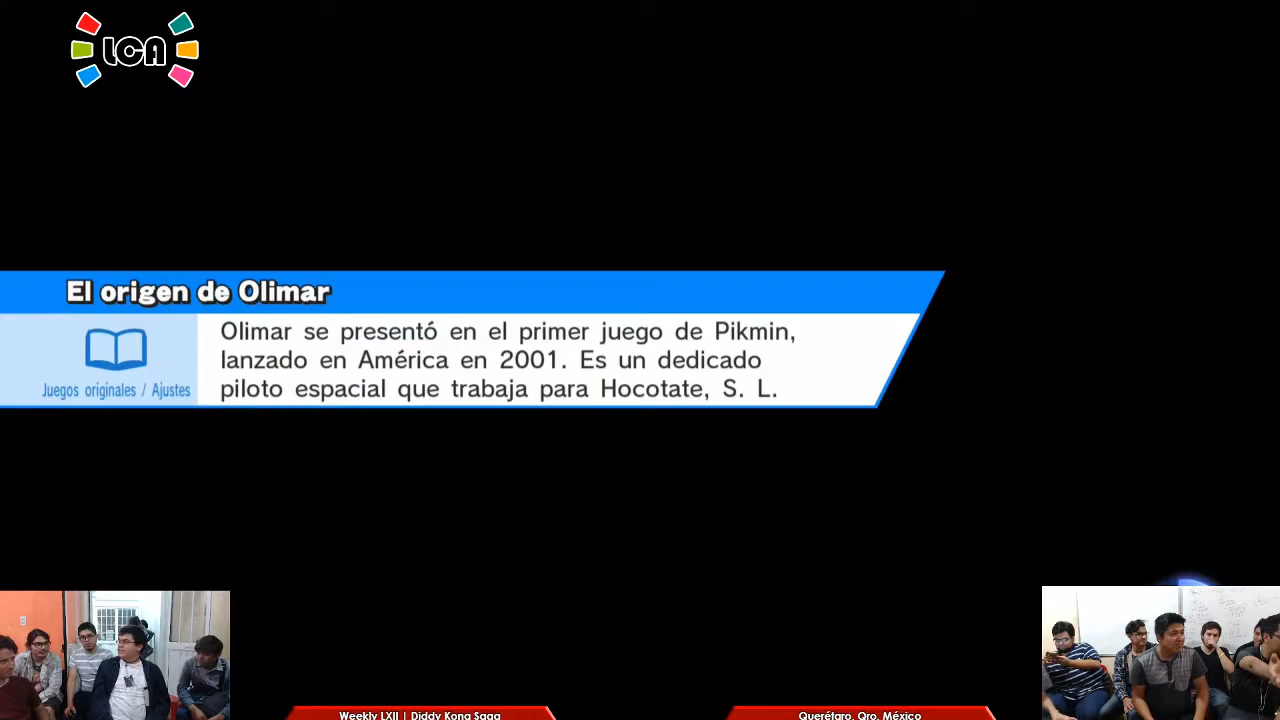 LCA
El origen de Olimar
Olimar se presentó en el primer juego de Pikmin,
lanzado en América en 2001. Es un dedicado
piloto espacial que trabaja para Hocotate, S. L.
Juegos originales / Ajustes
Weekly LXII | Diddy Kong Saga
Querétaro, Qro, México